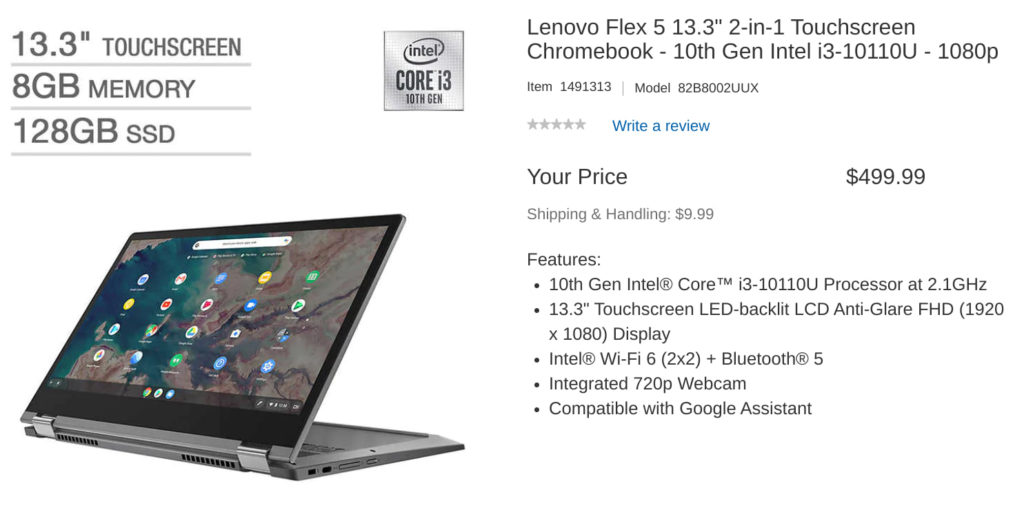 13.3" TOUCHSCREEN
8GB MEMORY
128GB SSD
intel
CORE i3
10TH GEN
Lenovo Flex 5 13.3" 2-in-1 Touchscreen
Chromebook - 10th Gen Intel i3-10110U - 1080p
Item 1491313 | Model 82B8002UUX
Write a review
Your Price $499.99
Shipping & Handling: $9.99
Features:
• 10th Gen Intel® Core™ i3-10110U Processor at 2.1GHz
• 13.3" Touchscreen LED-backlit LCD Anti-Glare FHD (1920
x 1080) Display
• Intel® Wi-Fi 6 (2x2) + Bluetooth® 5
• Integrated 720p Webcam
• Compatible with Google Assistant